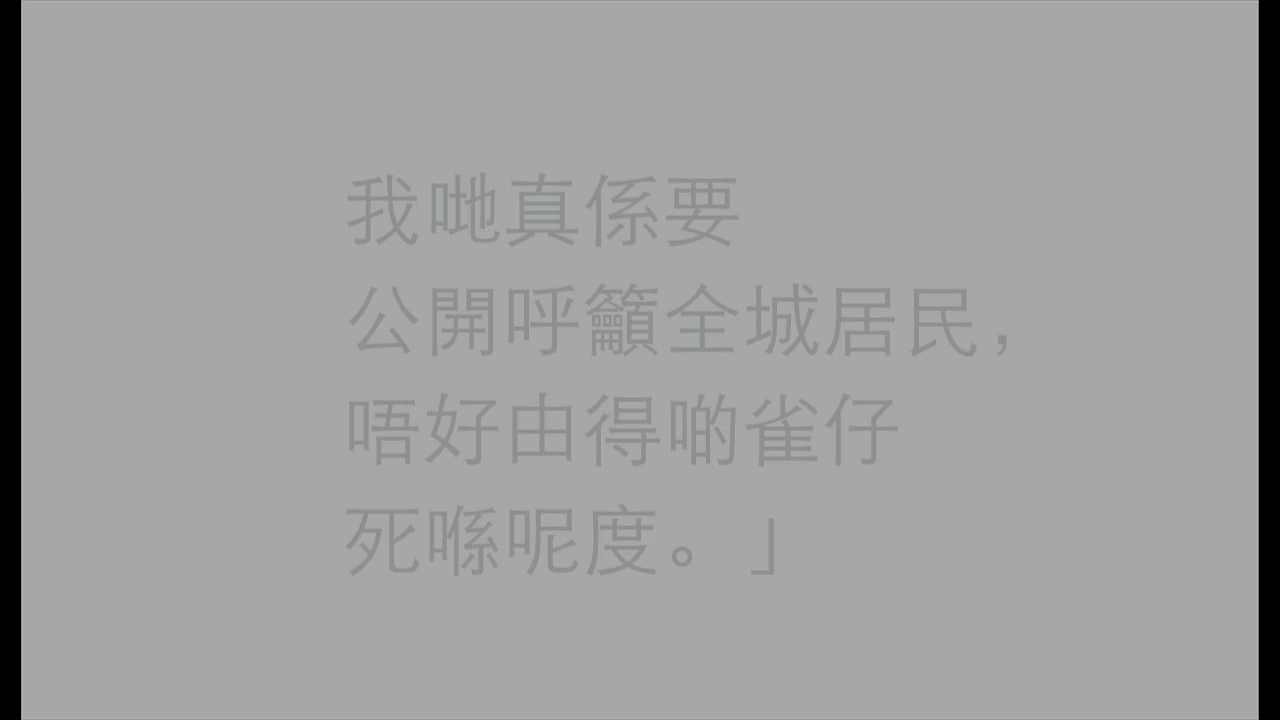 我哋真係要
公開呼籲全城居民，
唔好由得啲雀仔
死喺呢度。」